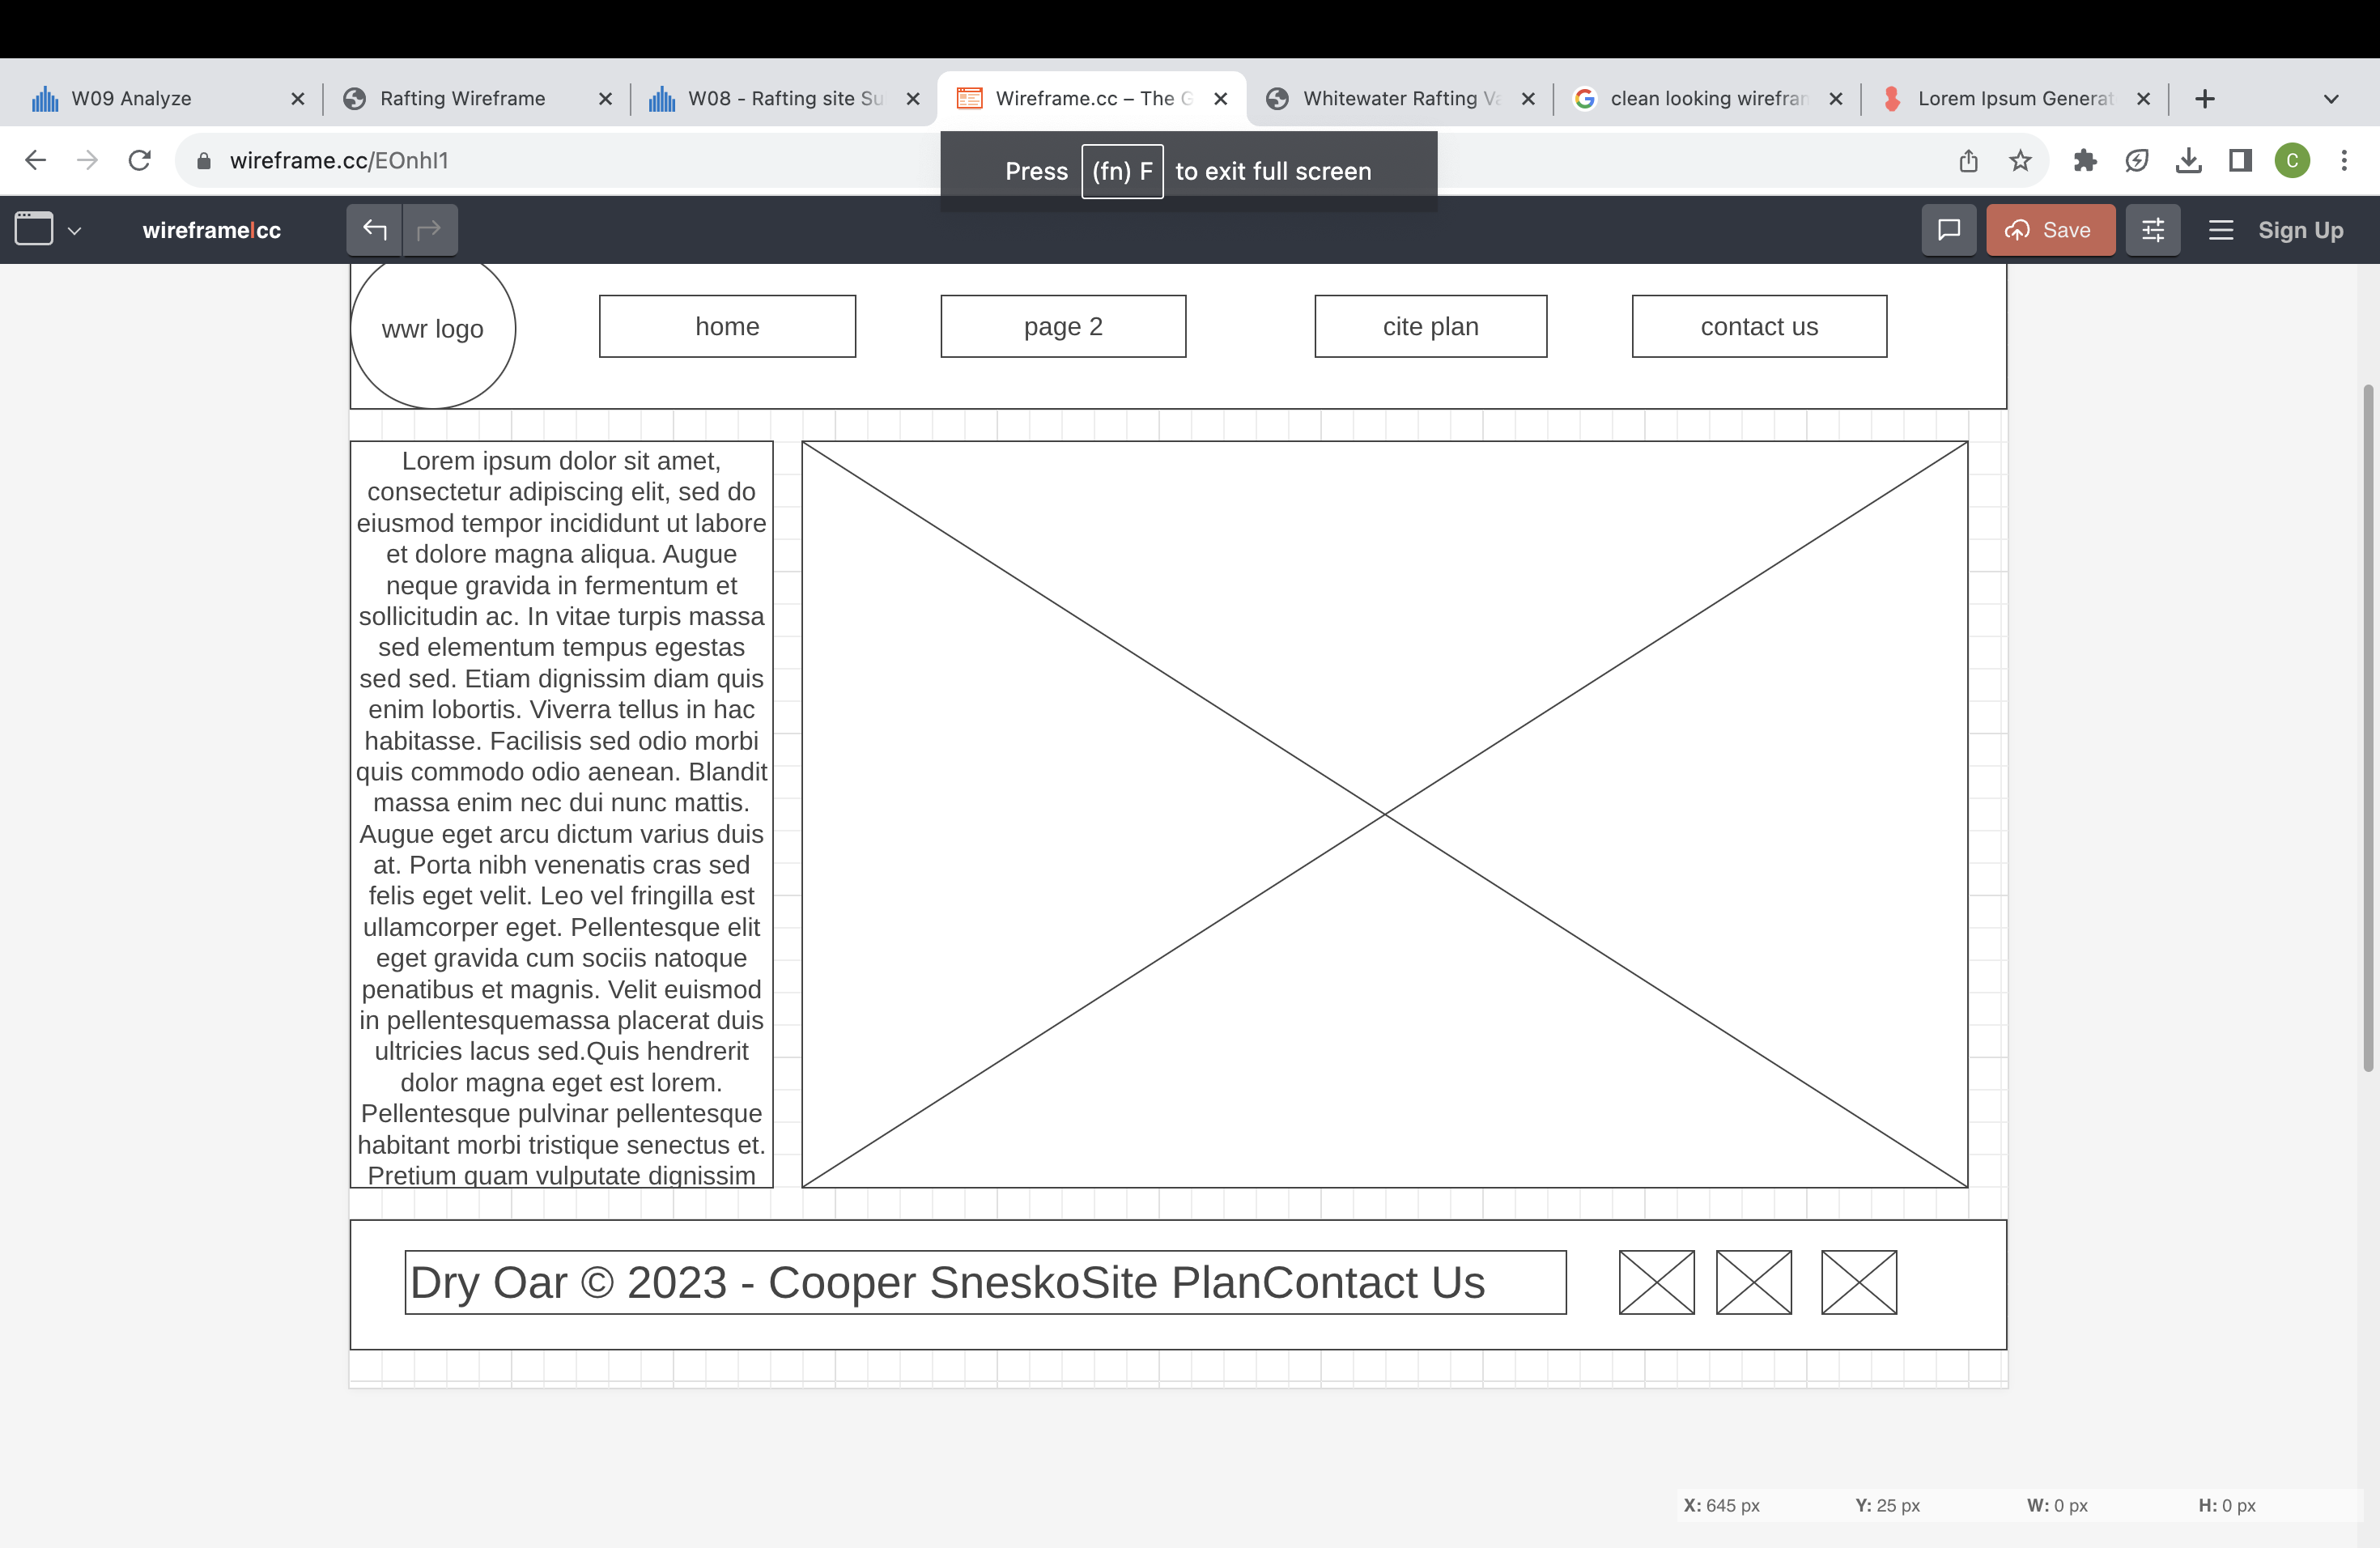 W09 Analyze
Rafting Wireframe
W08 - Rafting site Su
Wireframe.cc – The G
Whitewater Rafting Va
clean looking wirefram
Lorem Ipsum Generat
wireframe.cc/EOnhI1
Press (fn) F to exit full screen
C
wireframe|cc
Save
Sign Up
wwr logo
home
page 2
cite plan
contact us
Lorem ipsum dolor sit amet,
consectetur adipiscing elit, sed do
eiusmod tempor incididunt ut labore
et dolore magna aliqua. Augue
neque gravida in fermentum et
sollicitudin ac. In vitae turpis massa
sed elementum tempus egestas
sed sed. Etiam dignissim diam quis
enim lobortis. Viverra tellus in hac
habitasse. Facilisis sed odio morbi
quis commodo odio aenean. Blandit
massa enim nec dui nunc mattis.
Augue eget arcu dictum varius duis
at. Porta nibh venenatis cras sed
felis eget velit. Leo vel fringilla est
ullamcorper eget. Pellentesque elit
eget gravida cum sociis natoque
penatibus et magnis. Velit euismod
in pellentesquemassa placerat duis
ultricies lacus sed.Quis hendrerit
dolor magna eget est lorem.
Pellentesque pulvinar pellentesque
habitant morbi tristique senectus et.
Pretium quam vulputate dignissim
Dry Oar © 2023 - Cooper SneskoSite PlanContact Us
X: 645 px
Y: 25 px
W: 0 px
H: 0 px